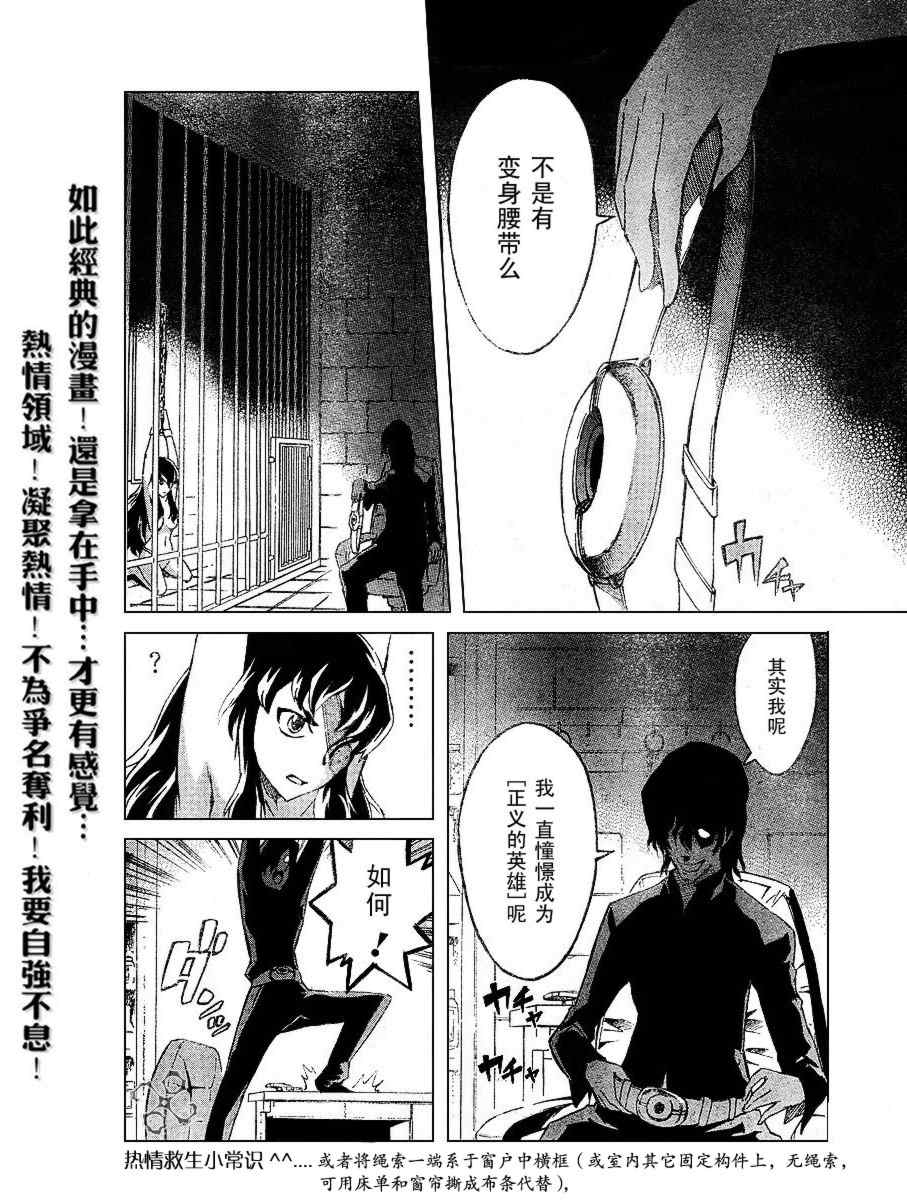 不是有
变身腰带么
ガチャ
其实我呢
我一直憧憬成为
[正义的英雄]呢
ガチャ
ガチャ
………
？
如何
！
ダン
如此經典的漫畫！還是拿在手中…才更有感覺…
熱情領域！凝聚熱情！不為爭名奪利！我要自強不息！
热情救生小常识 ^^.... 或者将绳索一端系于窗户中横框（或室内其它固定构件上，无绳索，
可用床单和窗帘撕成布条代替），